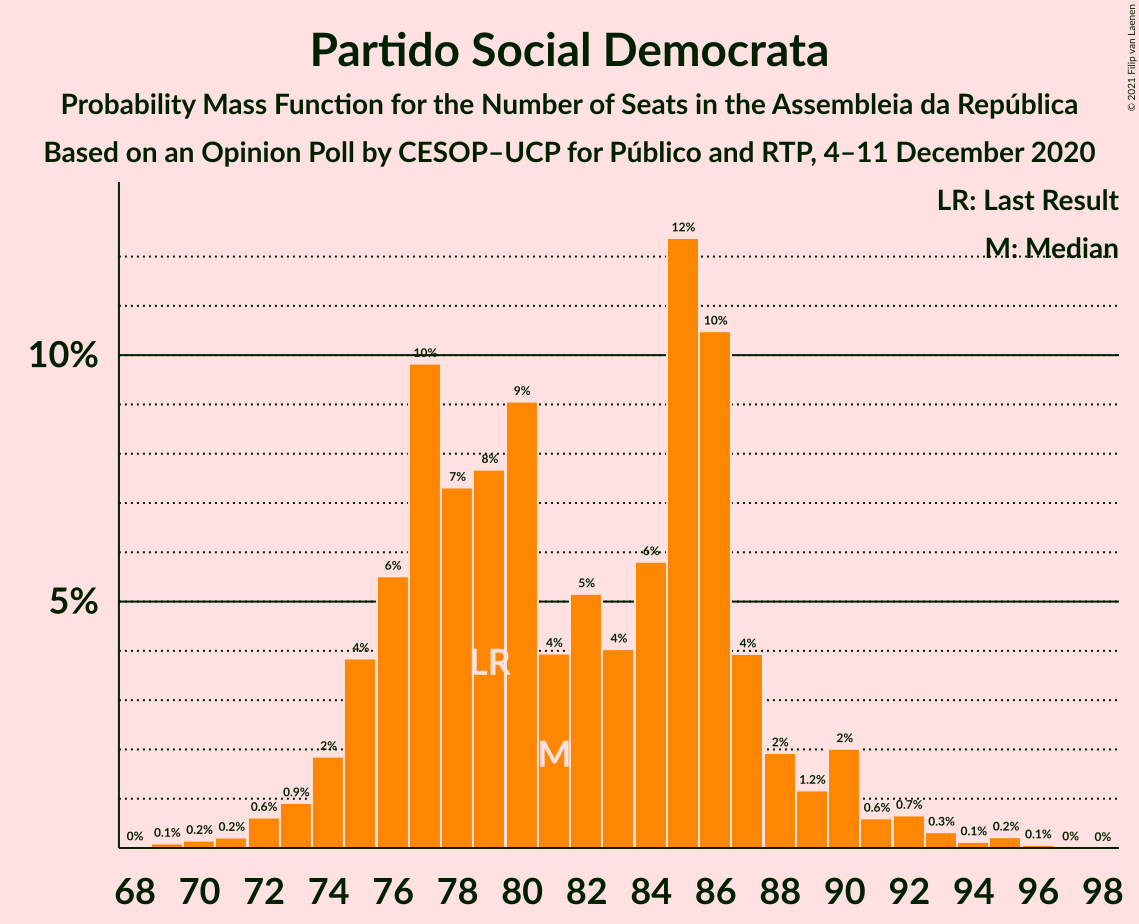 Partido Social Democrata
Probability Mass Function for the Number of Seats in the Assembleia da República
Based on an Opinion Poll by CESOP–UCP for Público and RTP, 4–11 December 2020
© 2021 Filip van Laenen
LR: Last Result
M: Median
10%
5%
0% 0.1% 0.2% 0.2% 0.6% 0.9% 2% 4% 6% 10% 7% 8% 9% 4% 5% 4% 6% 12% 10% 4% 2% 1.2% 2% 0.6% 0.7% 0.3% 0.1% 0.2% 0.1% 0% 0%
LR
M
68 70 72 74 76 78 80 82 84 86 88 90 92 94 96 98